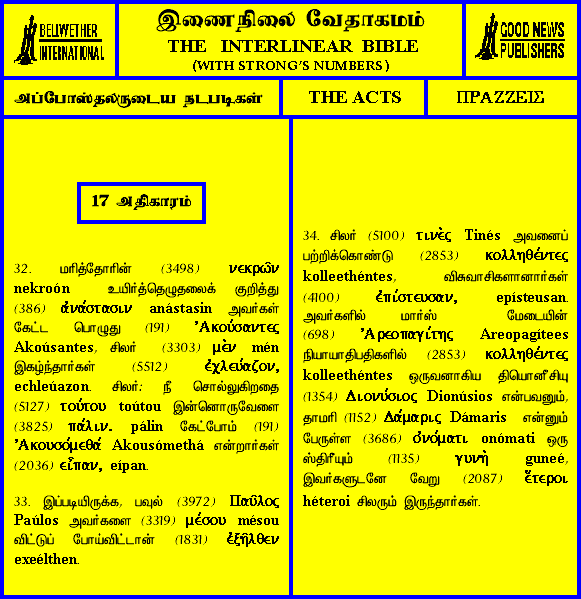 BELLWETHER
INTERNATIONAL
இணைநிலை வேதாகமம்
THE INTERLINEAR BIBLE
(WITH STRONG'S NUMBERS)
GOOD NEWS
PUBLISHERS
அப்போஸ்தலருடைய நடபடிகள்
THE ACTS
ΠΡΑΖΖΕΙΣ
17 அதிகாரம்
32. மரித்தோரின் (3498) νεκρῶν
nekroón உயிர்த்தெழுதலைக் குறித்து
(386) ἀνάστασιν anástasin அவர்கள்
கேட்ட பொழுது (191) Ἀκούσαντες
Akoúsantes, சிலர் (3303) μὲν mén
இகழ்ந்தார்கள் (5512) ἐχλεύαζον,
echleúazon. சிலர்: நீ சொல்லுகிறதை
(5127) τούτου toútou இன்னொருவேளை
(3825) πάλιν. pálin கேட்போம் (191)
Ἀκουσόμεθά Akousómethá என்றார்கள்
(2036) εἶπαν, eípan.
33. இப்படியிருக்க, பவுல் (3972) Παῦλος
Paúlos அவர்களை (3319) μέσου mésou
விட்டுப் போய்விட்டான் (1831) ἐξῆλθεν
exeélthen.
34. சிலர் (5100) τινὲς Tinés அவனைப்
பற்றிக்கொண்டு (2853) κολληθέντες
kolleethéntes, விசுவாசிகளானார்கள்
(4100) ἐπίστευσαν, epísteusan.
அவர்களில் மார்ஸ் மேடையின்
(698) Ἀρεοπαγίτης Areopagítees
நியாயாதிபதிகளில் (2853) κολληθέντες
kolleethéntes ஒருவனாகிய தியொனீசியு
(1354) Διονύσιος Dionúsios என்பவனும்,
தாமரி (1152) Δάμαρις Dámaris என்னும்
பேருள்ள (3686) ὀνόματι onómati ஒரு
ஸ்திரீயும் (1135) γυνὴ guneé,
இவர்களுடனே வேறு (2087) ἕτεροι
héteroi சிலரும் இருந்தார்கள்.